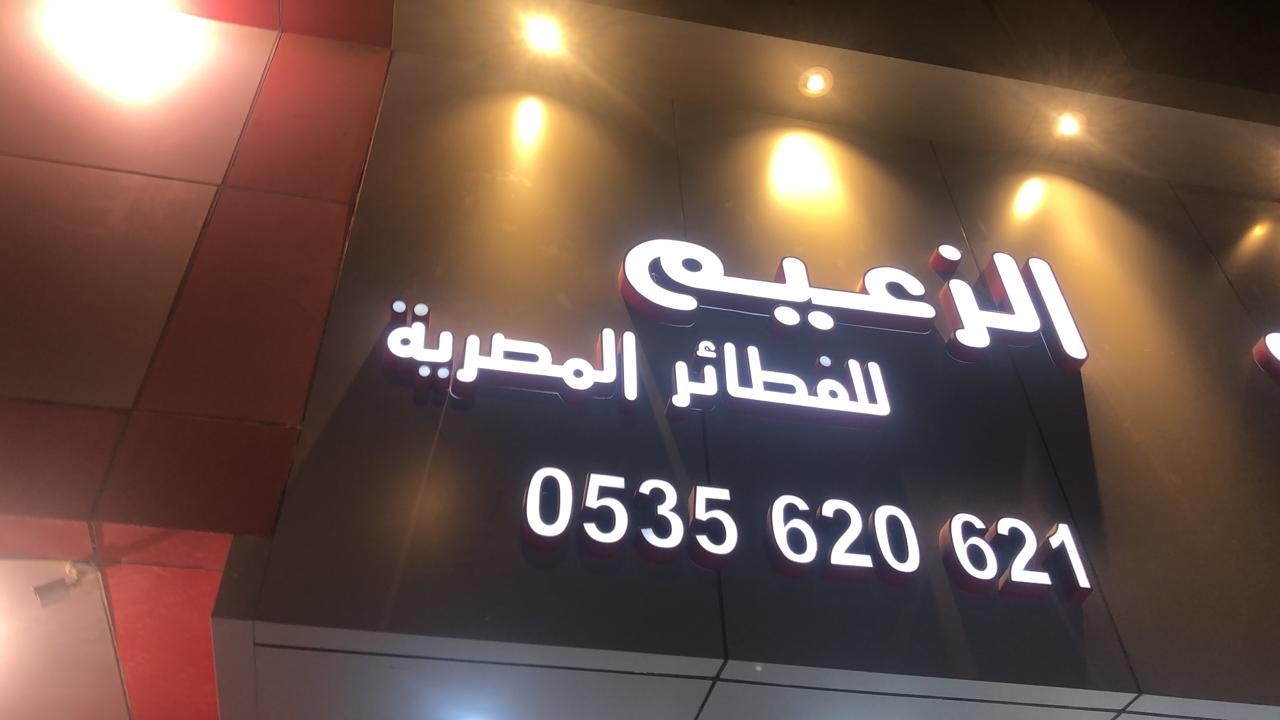 الزعيم
للفطائر المصرية
0535 620 621